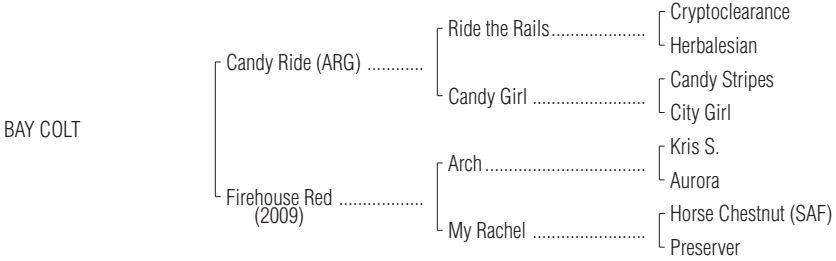 Cryptoclearance
Ride the Rails....................
Herbalesian
Candy Ride (ARG) ............
Candy Stripes
Candy Girl ........................
City Girl
BAY COLT
Kris S.
Arch..................................
Aurora
Firehouse Red ..................
(2009)
Horse Chestnut (SAF)
My Rachel ........................
Preserver